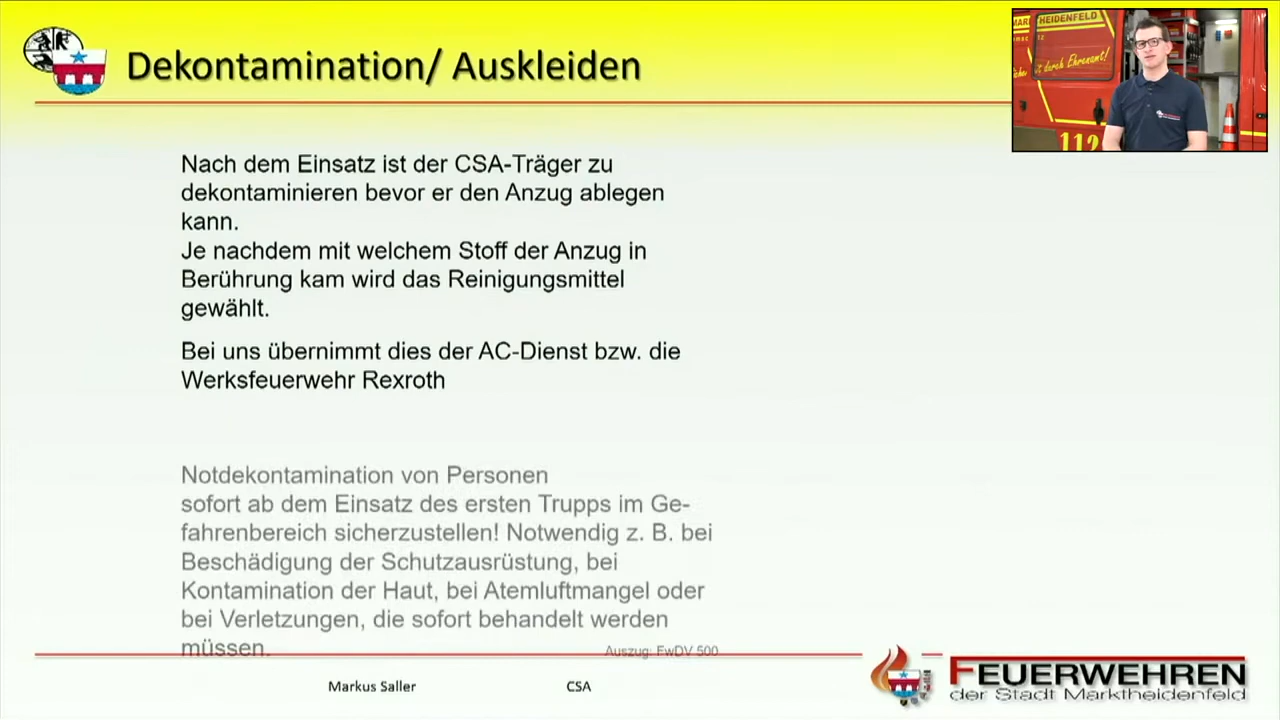 Dekontamination/ Auskleiden
MARKTHEIDENFELD
durch Ehrenamt!
112
Nach dem Einsatz ist der CSA-Träger zu
dekontaminieren bevor er den Anzug ablegen
kann.
Je nachdem mit welchem Stoff der Anzug in
Berührung kam wird das Reinigungsmittel
gewählt.
Bei uns übernimmt dies der AC-Dienst bzw. die
Werksfeuerwehr Rexroth
Notdekontamination von Personen
sofort ab dem Einsatz des ersten Trupps im Ge-
fahrenbereich sicherzustellen! Notwendig z. B. bei
Beschädigung der Schutzausrüstung, bei
Kontamination der Haut, bei Atemluftmangel oder
bei Verletzungen, die sofort behandelt werden
müssen.
Auszug: FwDV 500
Markus Saller
CSA
FEUERWEHREN
der Stadt Marktheidenfeld